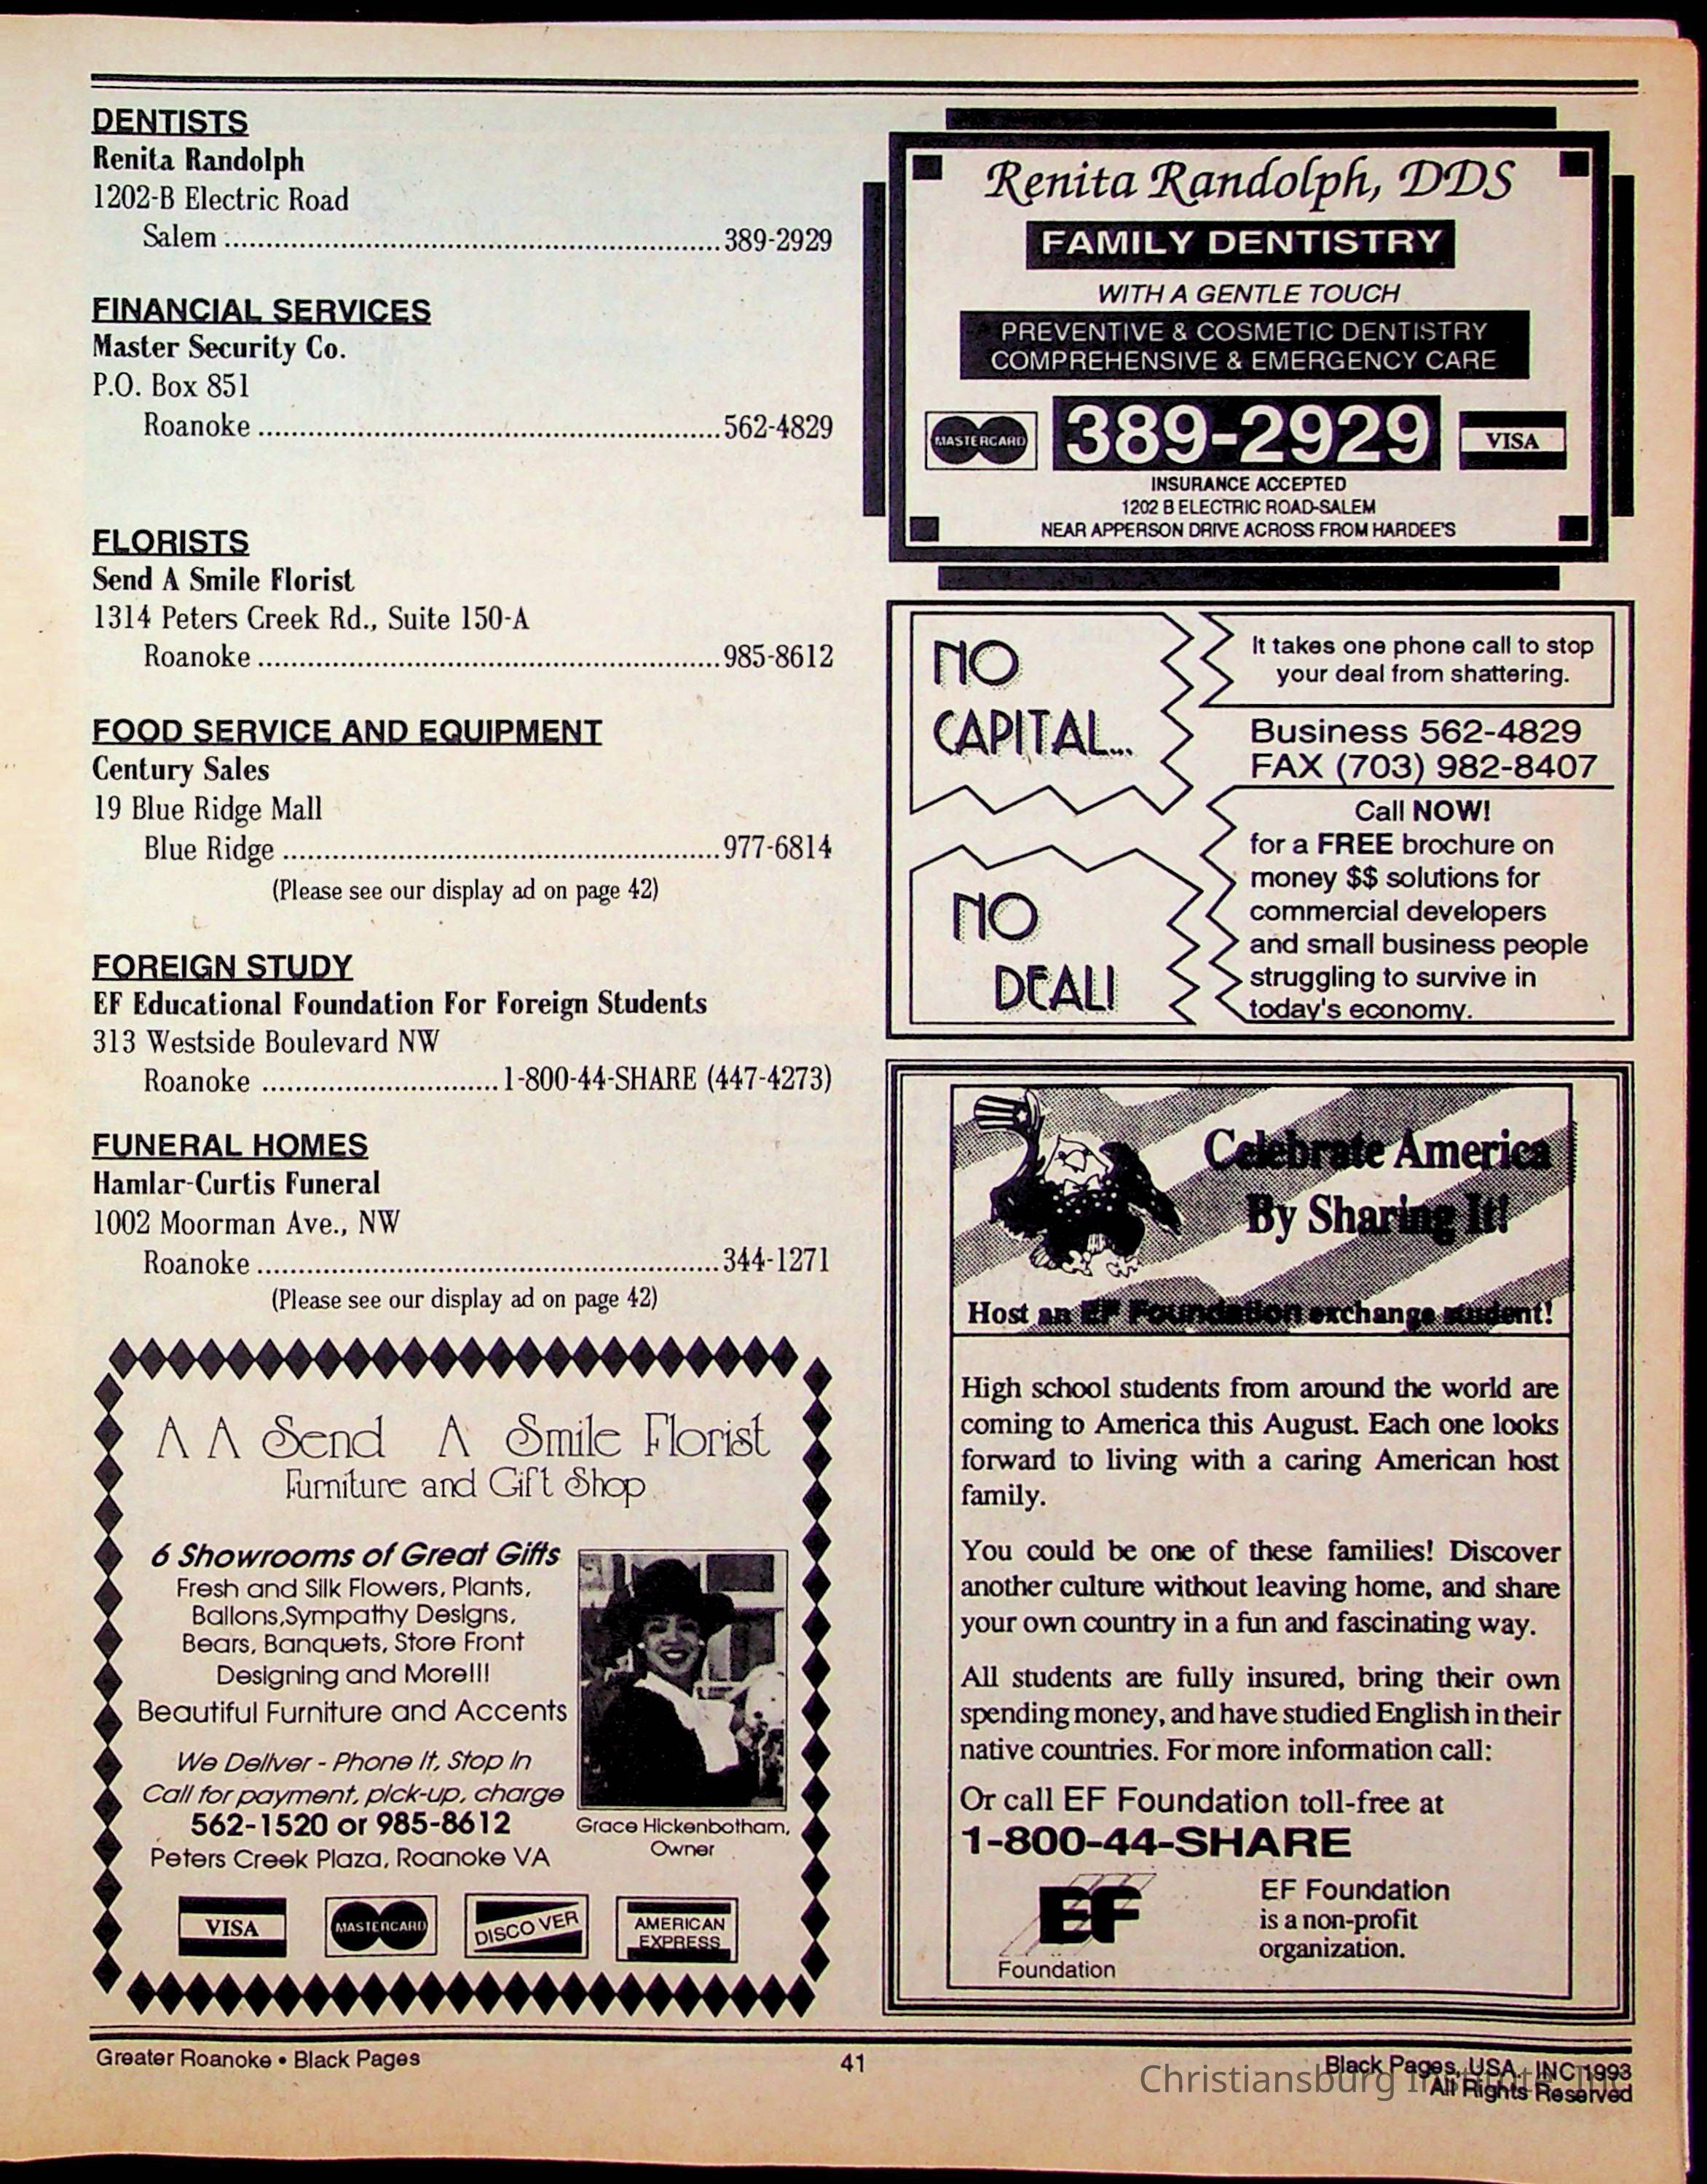 DENTISTS
Renita Randolph
1202-B Electric Road
Salem ............................................................389-2929
FINANCIAL SERVICES
Master Security Co.
P.O. Box 851
Roanoke ........................................................562-4829
FLORISTS
Send A Smile Florist
1314 Peters Creek Rd., Suite 150-A
Roanoke ........................................................985-8612
FOOD SERVICE AND EQUIPMENT
Century Sales
19 Blue Ridge Mall
Blue Ridge .....................................................977-6814
(Please see our display ad on page 42)
FOREIGN STUDY
EF Educational Foundation For Foreign Students
313 Westside Boulevard NW
Roanoke .............................1-800-44-SHARE (447-4273)
FUNERAL HOMES
Hamlar-Curtis Funeral
1002 Moorman Ave., NW
Roanoke ........................................................344-1271
(Please see our display ad on page 42)
A A Send A Smile Florist
Furniture and Gift Shop
6 Showrooms of Great Gifts
Fresh and Silk Flowers, Plants,
Ballons,Sympathy Designs,
Bears, Banquets, Store Front
Designing and More!!!
Beautiful Furniture and Accents
We Deliver - Phone It, Stop In
Call for payment, pick-up, charge
562-1520 or 985-8612
Peters Creek Plaza, Roanoke VA
Grace Hickenbotham,
Owner
VISA
MASTERCARD
DISCOVER
AMERICAN
EXPRESS
Renita Randolph, DDS
FAMILY DENTISTRY
WITH A GENTLE TOUCH
PREVENTIVE & COSMETIC DENTISTRY
COMPREHENSIVE & EMERGENCY CARE
MASTERCARD
389-2929
VISA
INSURANCE ACCEPTED
1202 B ELECTRIC ROAD-SALEM
NEAR APPERSON DRIVE ACROSS FROM HARDEE'S
NO
CAPITAL...
NO
DEAL!
It takes one phone call to stop
your deal from shattering.
Business 562-4829
FAX (703) 982-8407
Call NOW!
for a FREE brochure on
money $$ solutions for
commercial developers
and small business people
struggling to survive in
today's economy.
Celebrate America
By Sharing It!
Host an EF Foundation exchange student!
High school students from around the world are
coming to America this August. Each one looks
forward to living with a caring American host
family.
You could be one of these families! Discover
another culture without leaving home, and share
your own country in a fun and fascinating way.
All students are fully insured, bring their own
spending money, and have studied English in their
native countries. For more information call:
Or call EF Foundation toll-free at
1-800-44-SHARE
EF
Foundation
EF Foundation
is a non-profit
organization.
Greater Roanoke • Black Pages
41
Black Pages, USA, INC 1993
All Rights Reserved
Christiansburg Institute, Inc